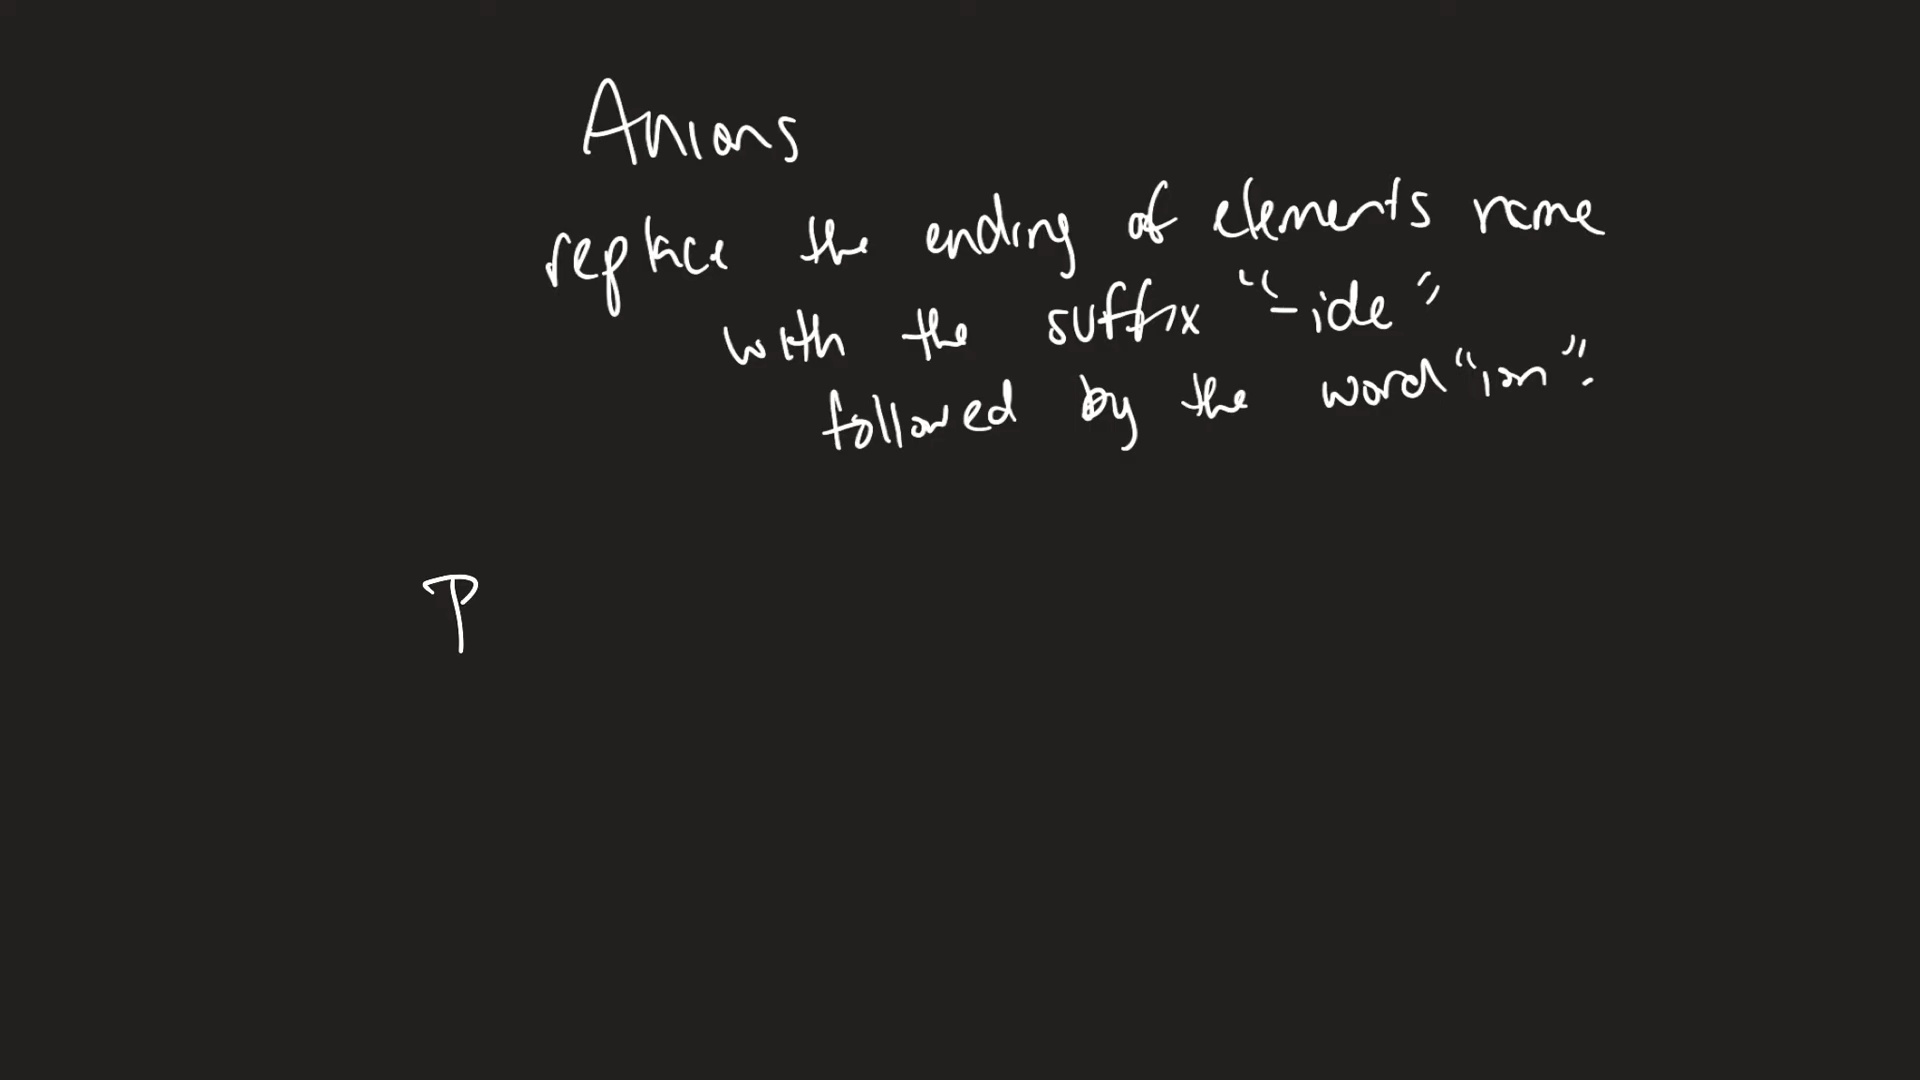 Anions
replace the ending of elements name
with the suffix "-ide"
followed by the word "ion".
P